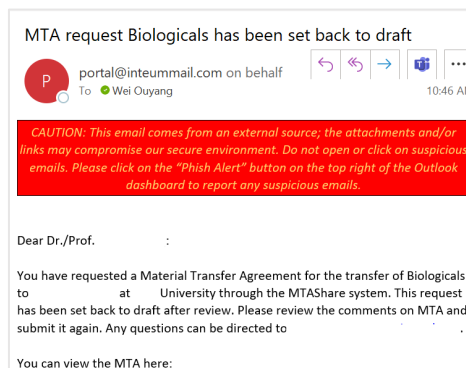 MTA request Biologicals has been set back to draft
P
portal@inteummail.com on behalf
To Wei Ouyang
10:46 AM
CAUTION: This email comes from an external source; the attachments and/or
links may compromise our secure environment. Do not open or click on suspicious
emails. Please click on the “Phish Alert” button on the top right of the Outlook
dashboard to report any suspicious emails.
Dear Dr./Prof. :
You have requested a Material Transfer Agreement for the transfer of Biologicals
to at University through the MTAShare system. This request
has been set back to draft after review. Please review the comments on MTA and
submit it again. Any questions can be directed to .
You can view the MTA here: